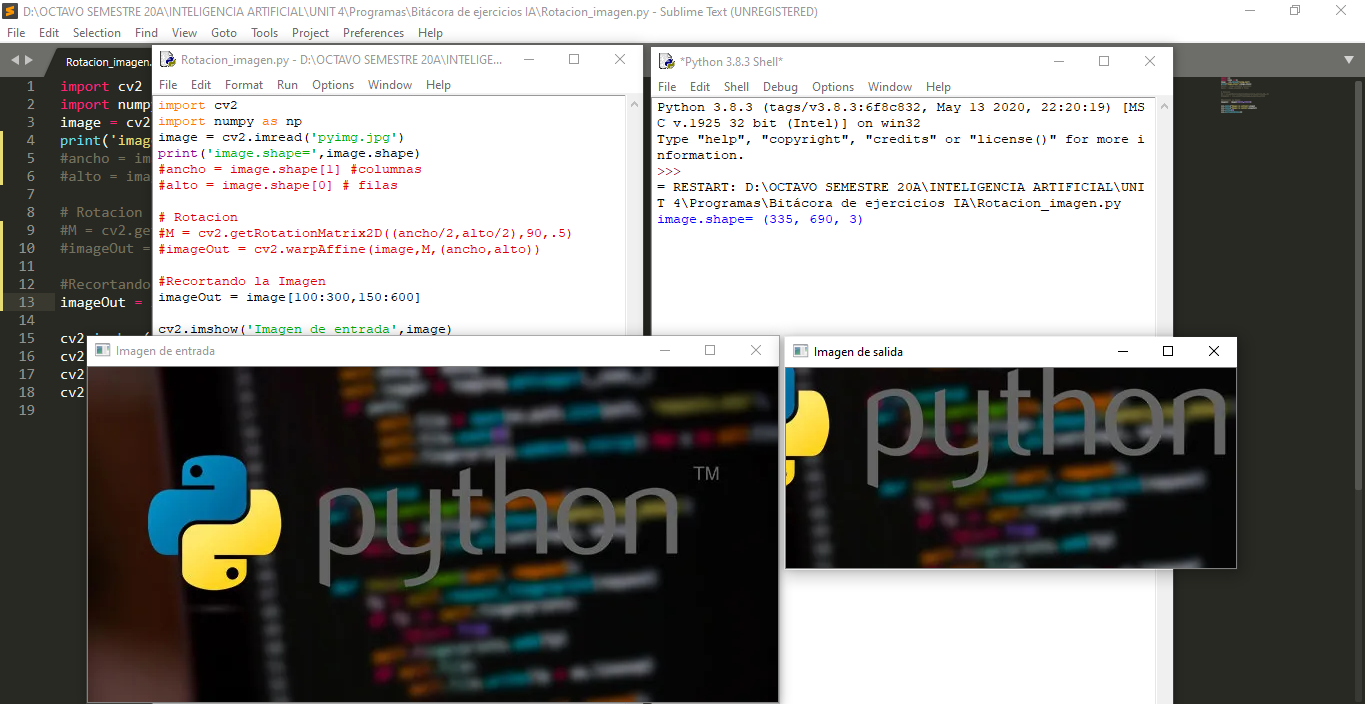 D:\OCTAVO SEMESTRE 20A\INTELIGENCIA ARTIFICIAL\UNIT 4\Programas\Bitácora de ejercicios IA\Rotacion_imagen.py - Sublime Text (UNREGISTERED)
File Edit Selection Find View Goto Tools Project Preferences Help
Rotacion_imagen.
1 import cv2
2 import nump
3 image = cv2
4 print('imag
5 #ancho = im
6 #alto = ima
7
8 # Rotacion
9 #M = cv2.ge
10 #imageOut =
11
12 #Recortando
13 imageOut =
14
15 cv2
16 cv2
17 cv2
18 cv2
19
Rotacion_imagen.py - D:\OCTAVO SEMESTRE 20A\INTELIGE...
File Edit Format Run Options Window Help
import cv2
import numpy as np
image = cv2.imread('pyimg.jpg')
print('image.shape=',image.shape)
#ancho = image.shape[1] #columnas
#alto = image.shape[0] # filas
# Rotacion
#M = cv2.getRotationMatrix2D((ancho/2,alto/2),90,.5)
#imageOut = cv2.warpAffine(image,M,(ancho,alto))
#Recortando la Imagen
imageOut = image[100:300,150:600]
cv2.imshow('Imagen de entrada',image)
*Python 3.8.3 Shell*
File Edit Shell Debug Options Window Help
Python 3.8.3 (tags/v3.8.3:6f8c832, May 13 2020, 22:20:19) [MS
C v.1925 32 bit (Intel)] on win32
Type "help", "copyright", "credits" or "license()" for more i
nformation.
>>>
= RESTART: D:\OCTAVO SEMESTRE 20A\INTELIGENCIA ARTIFICIAL\UNI
T 4\Programas\Bitácora de ejercicios IA\Rotacion_imagen.py
image.shape= (335, 690, 3)
Imagen de entrada
python TM
Imagen de salida
python